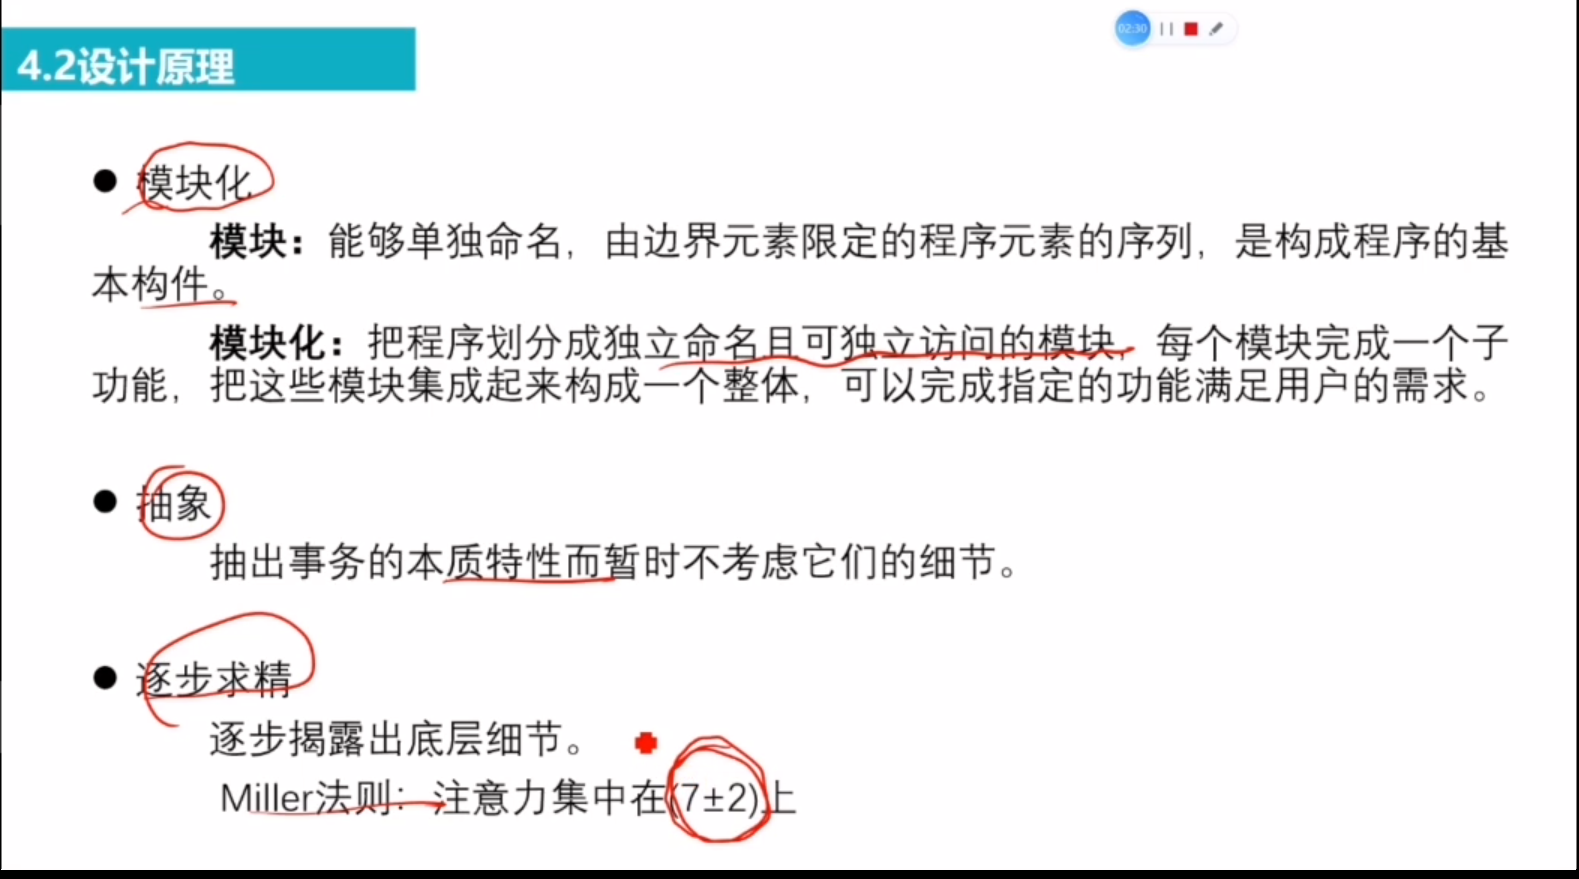 02:30
4.2设计原理
● 模块化
模块：能够单独命名，由边界元素限定的程序元素的序列，是构成程序的基
本构件。
模块化：把程序划分成独立命名且可独立访问的模块，每个模块完成一个子
功能，把这些模块集成起来构成一个整体，可以完成指定的功能满足用户的需求。
● 抽象
抽出事务的本质特性而暂时不考虑它们的细节。
● 逐步求精
逐步揭露出底层细节。
Miller法则：注意力集中在(7±2)上